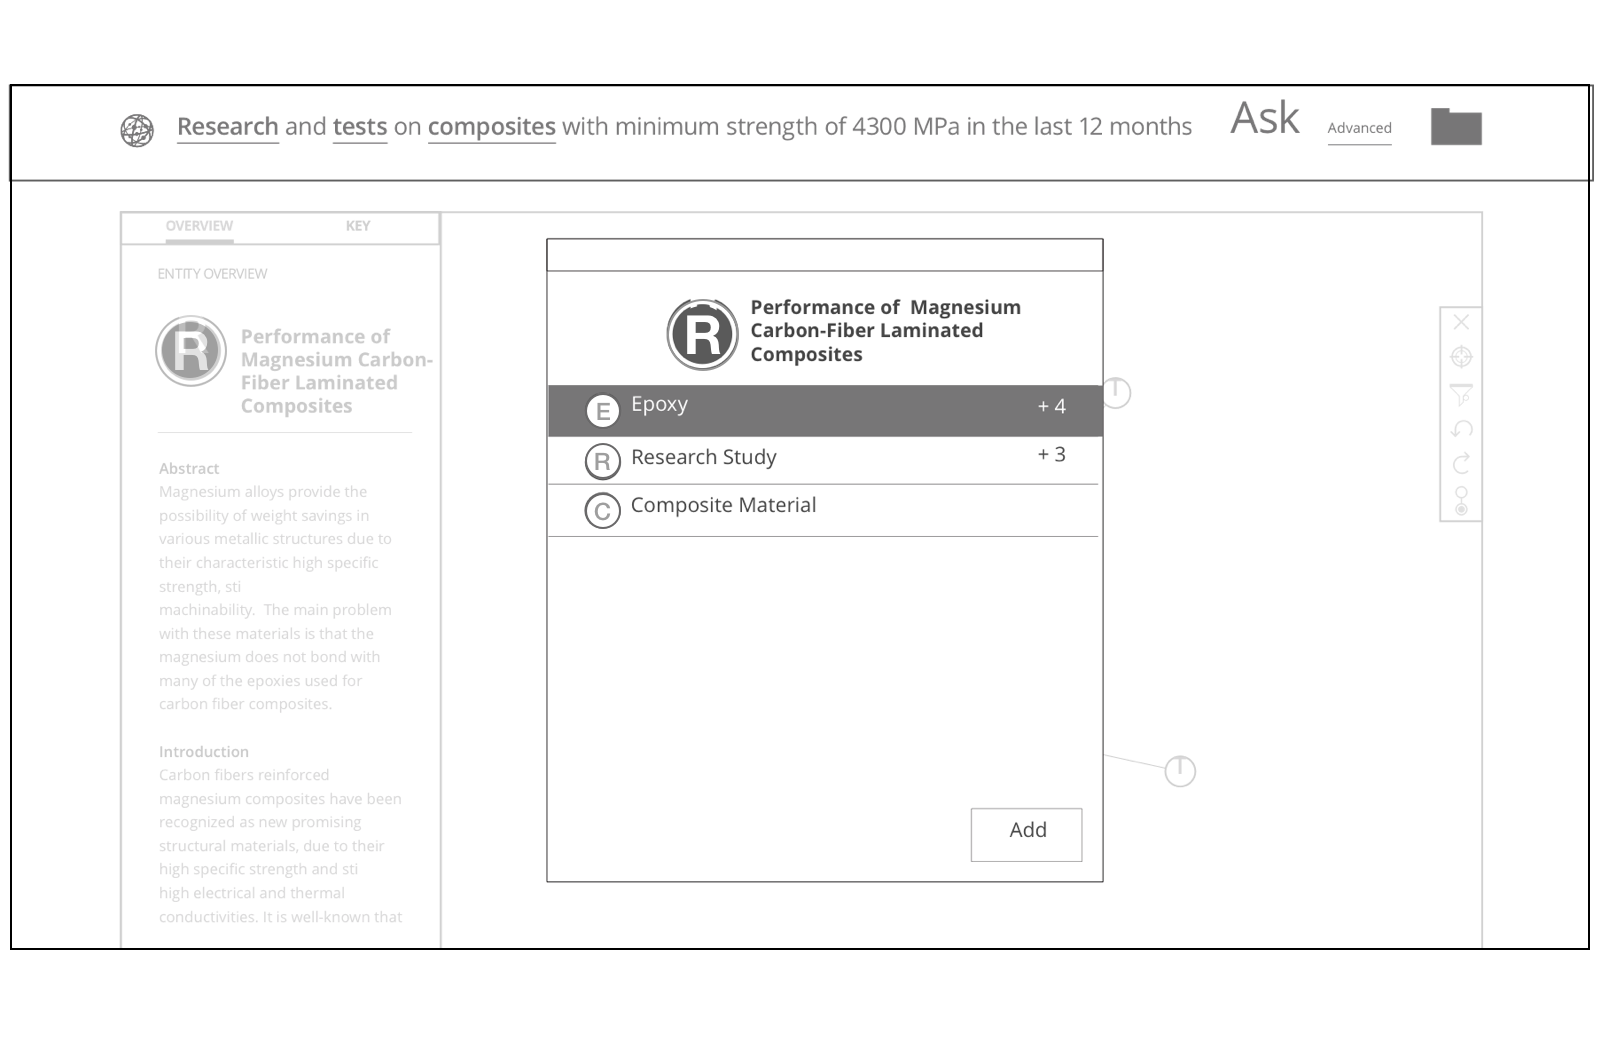 Research and tests on composites with minimum strength of 4300 MPa in the last 12 months
Ask
Advanced
OVERVIEW
KEY
ENTITY OVERVIEW
R
Performance of
Magnesium Carbon-
Fiber Laminated
Composites
Abstract
Magnesium alloys provide the
possibility of weight savings in
various metallic structures due to
their characteristic high specific
strength, sti
machinability.  The main problem
with these materials is that the
magnesium does not bond with
many of the epoxies used for
carbon fiber composites.
Introduction
Carbon fibers reinforced
magnesium composites have been
recognized as new promising
structural materials, due to their
high specific strength and sti
high electrical and thermal
conductivities. It is well-known that
R
Performance of  Magnesium
Carbon-Fiber Laminated
Composites
E Epoxy + 4
R Research Study + 3
C Composite Material
Add
T
T